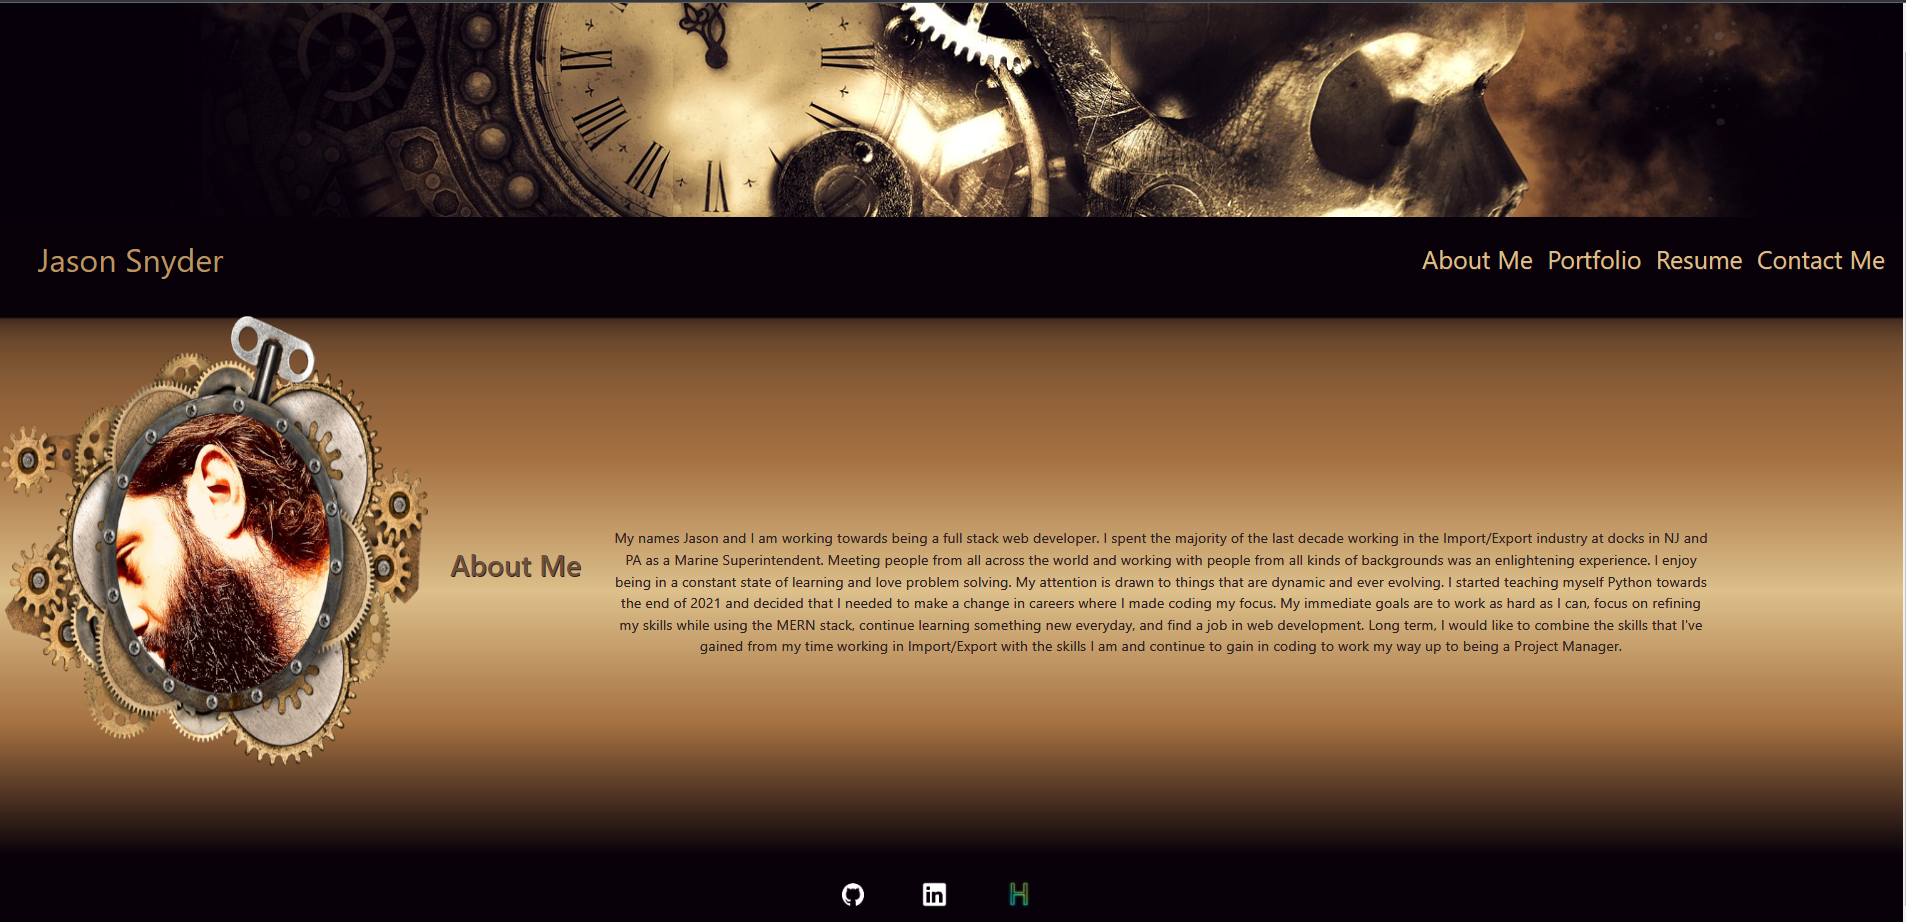 Jason Snyder
About Me Portfolio Resume Contact Me
About Me
My names Jason and I am working towards being a full stack web developer. I spent the majority of the last decade working in the Import/Export industry at docks in NJ and
PA as a Marine Superintendent. Meeting people from all across the world and working with people from all kinds of backgrounds was an enlightening experience. I enjoy
being in a constant state of learning and love problem solving. My attention is drawn to things that are dynamic and ever evolving. I started teaching myself Python towards
the end of 2021 and decided that I needed to make a change in careers where I made coding my focus. My immediate goals are to work as hard as I can, focus on refining
my skills while using the MERN stack, continue learning something new everyday, and find a job in web development. Long term, I would like to combine the skills that I've
gained from my time working in Import/Export with the skills I am and continue to gain in coding to work my way up to being a Project Manager.
in
H